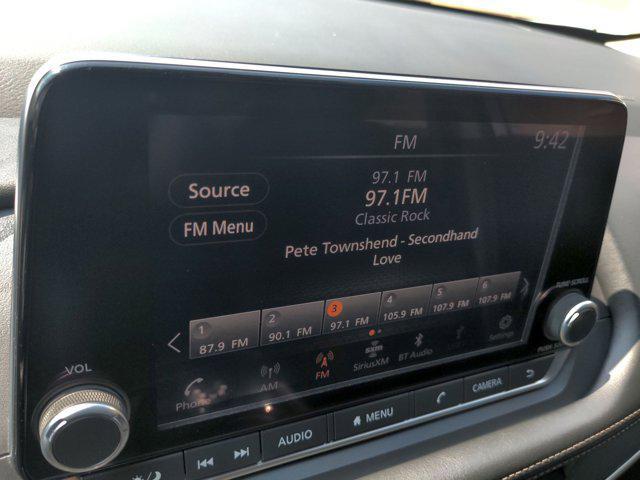 FM
9:42
97.1 FM
Source
97.1FM
Classic Rock
FM Menu
Pete Townshend - Secondhand
Love
1 2 3 4 5 6
87.9 FM 90.1 FM 97.1 FM 105.9 FM 107.9 FM 107.9 FM
AM FM SiriusXM BT Audio Settings
VOL
AUDIO
MENU
CAMERA